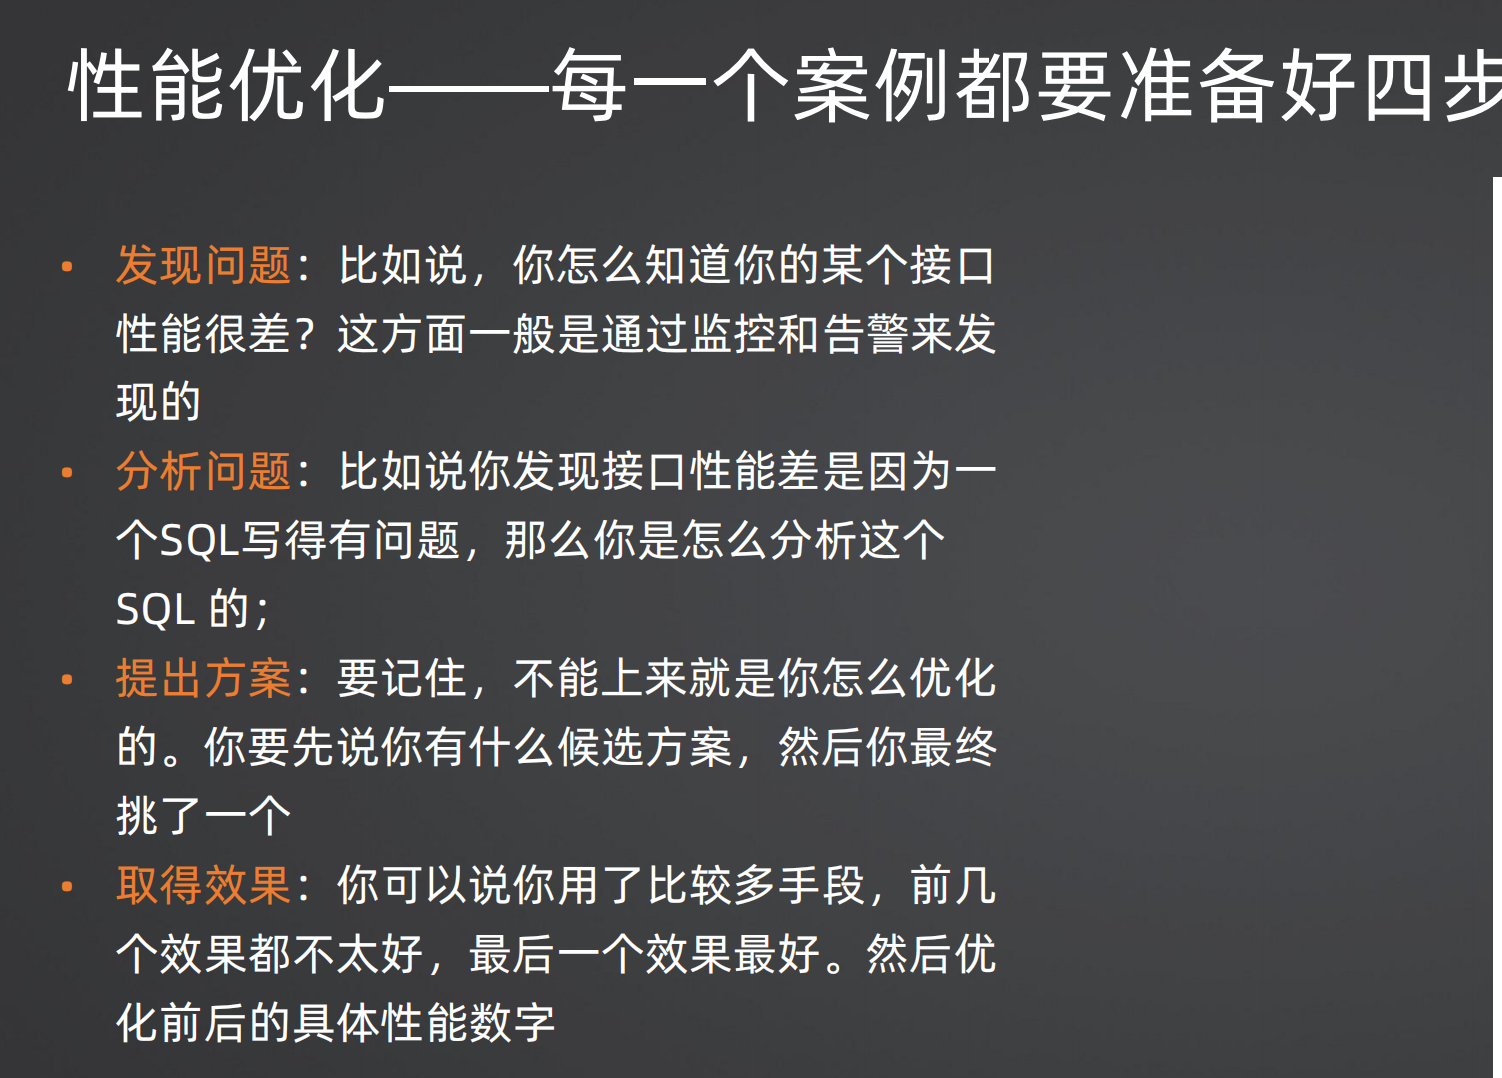 性能优化——每一个案例都要准备好四步
• 发现问题：比如说，你怎么知道你的某个接口
性能很差？这方面一般是通过监控和告警来发
现的
• 分析问题：比如说你发现接口性能差是因为一
个SQL写得有问题，那么你是怎么分析这个
SQL 的；
• 提出方案：要记住，不能上来就是你怎么优化
的。你要先说你有什么候选方案，然后你最终
挑了一个
• 取得效果：你可以说你用了比较多手段，前几
个效果都不太好，最后一个效果最好。然后优
化前后的具体性能数字